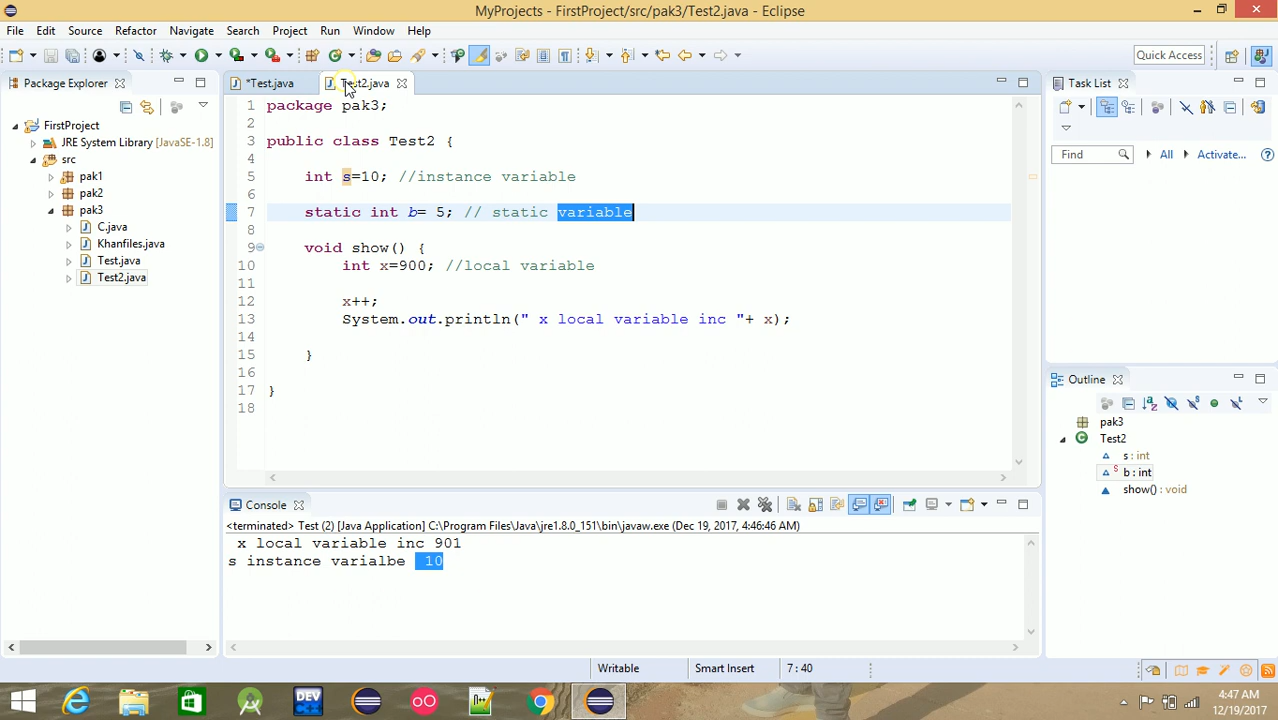 MyProjects - FirstProject/src/pak3/Test2.java - Eclipse
File Edit Source Refactor Navigate Search Project Run Window Help
Quick Access
Package Explorer
*Test.java
Test2.java
Task List
FirstProject
JRE System Library [JavaSE-1.8]
src
pak1
pak2
pak3
C.java
Khanfiles.java
Test.java
Test2.java
1 package pak3;
2
3 public class Test2 {
4
5 int s=10; //instance variable
6
7 static int b= 5; // static variable
8
9 void show() {
10 int x=900; //local variable
11
12 x++;
13 System.out.println(" x local variable inc "+ x);
14
15 }
16
17 }
18
Find All Activate...
Outline
pak3
Test2
s : int
b : int
show() : void
Console
<terminated> Test (2) [Java Application] C:\Program Files\Java\jre1.8.0_151\bin\javaw.exe (Dec 19, 2017, 4:46:46 AM)
x local variable inc 901
s instance varialbe 10
Writable Smart Insert 7 : 40
DEV
4:47 AM
12/19/2017